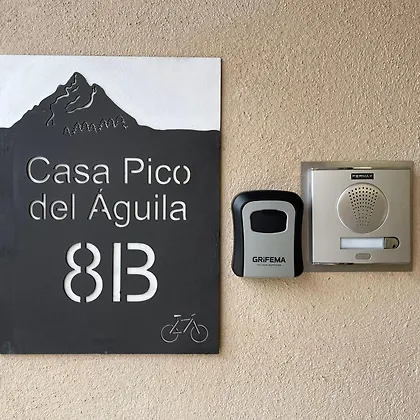 Casa Pico
del Águila
8B
GRIFEMA
FERMAX